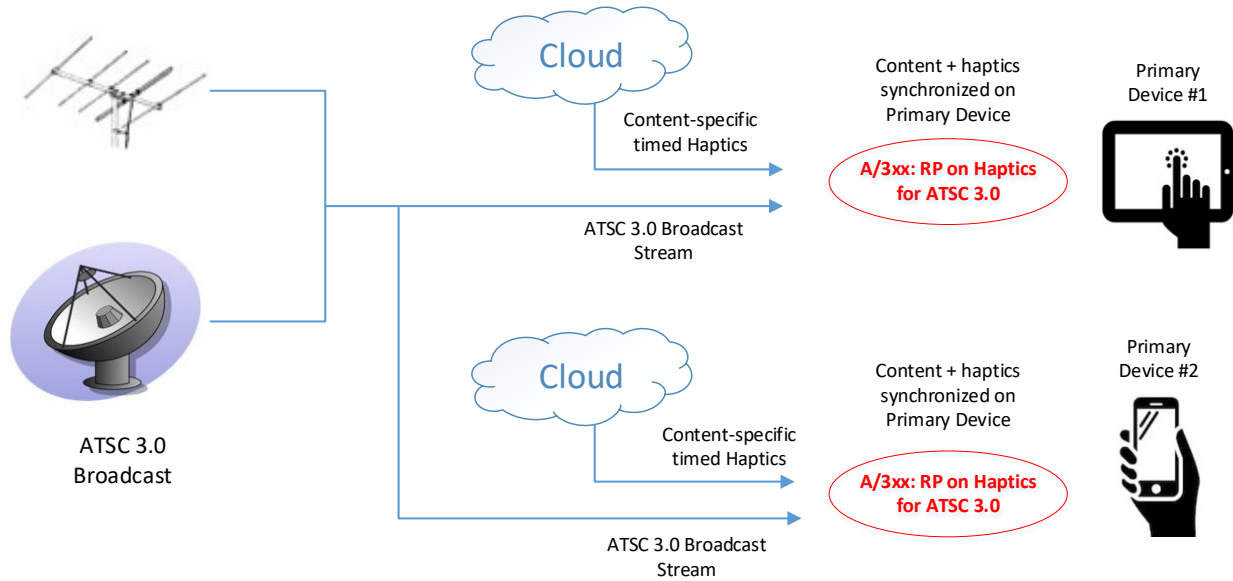 Cloud
Content + haptics
synchronized on
Primary Device
Primary
Device #1
Content-specific
timed Haptics
A/3xx: RP on Haptics
for ATSC 3.0
ATSC 3.0 Broadcast
Stream
Cloud
Content + haptics
synchronized on
Primary Device
Primary
Device #2
ATSC 3.0
Broadcast
Content-specific
timed Haptics
A/3xx: RP on Haptics
for ATSC 3.0
ATSC 3.0 Broadcast
Stream